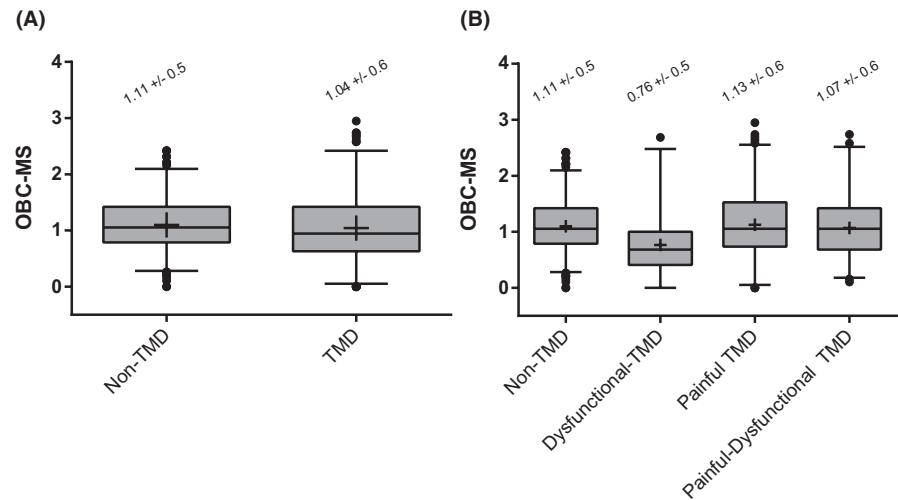 (A)
OBC-MS
4
3
2
1
0
1.11 +/- 0.5
1.04 +/- 0.6
Non-TMD
TMD
(B)
OBC-MS
4
3
2
1
0
1.11 +/- 0.5
0.76 +/- 0.5
1.13 +/- 0.6
1.07 +/- 0.6
Non-TMD
Dysfunctional-TMD
Painful TMD
Painful-Dysfunctional TMD